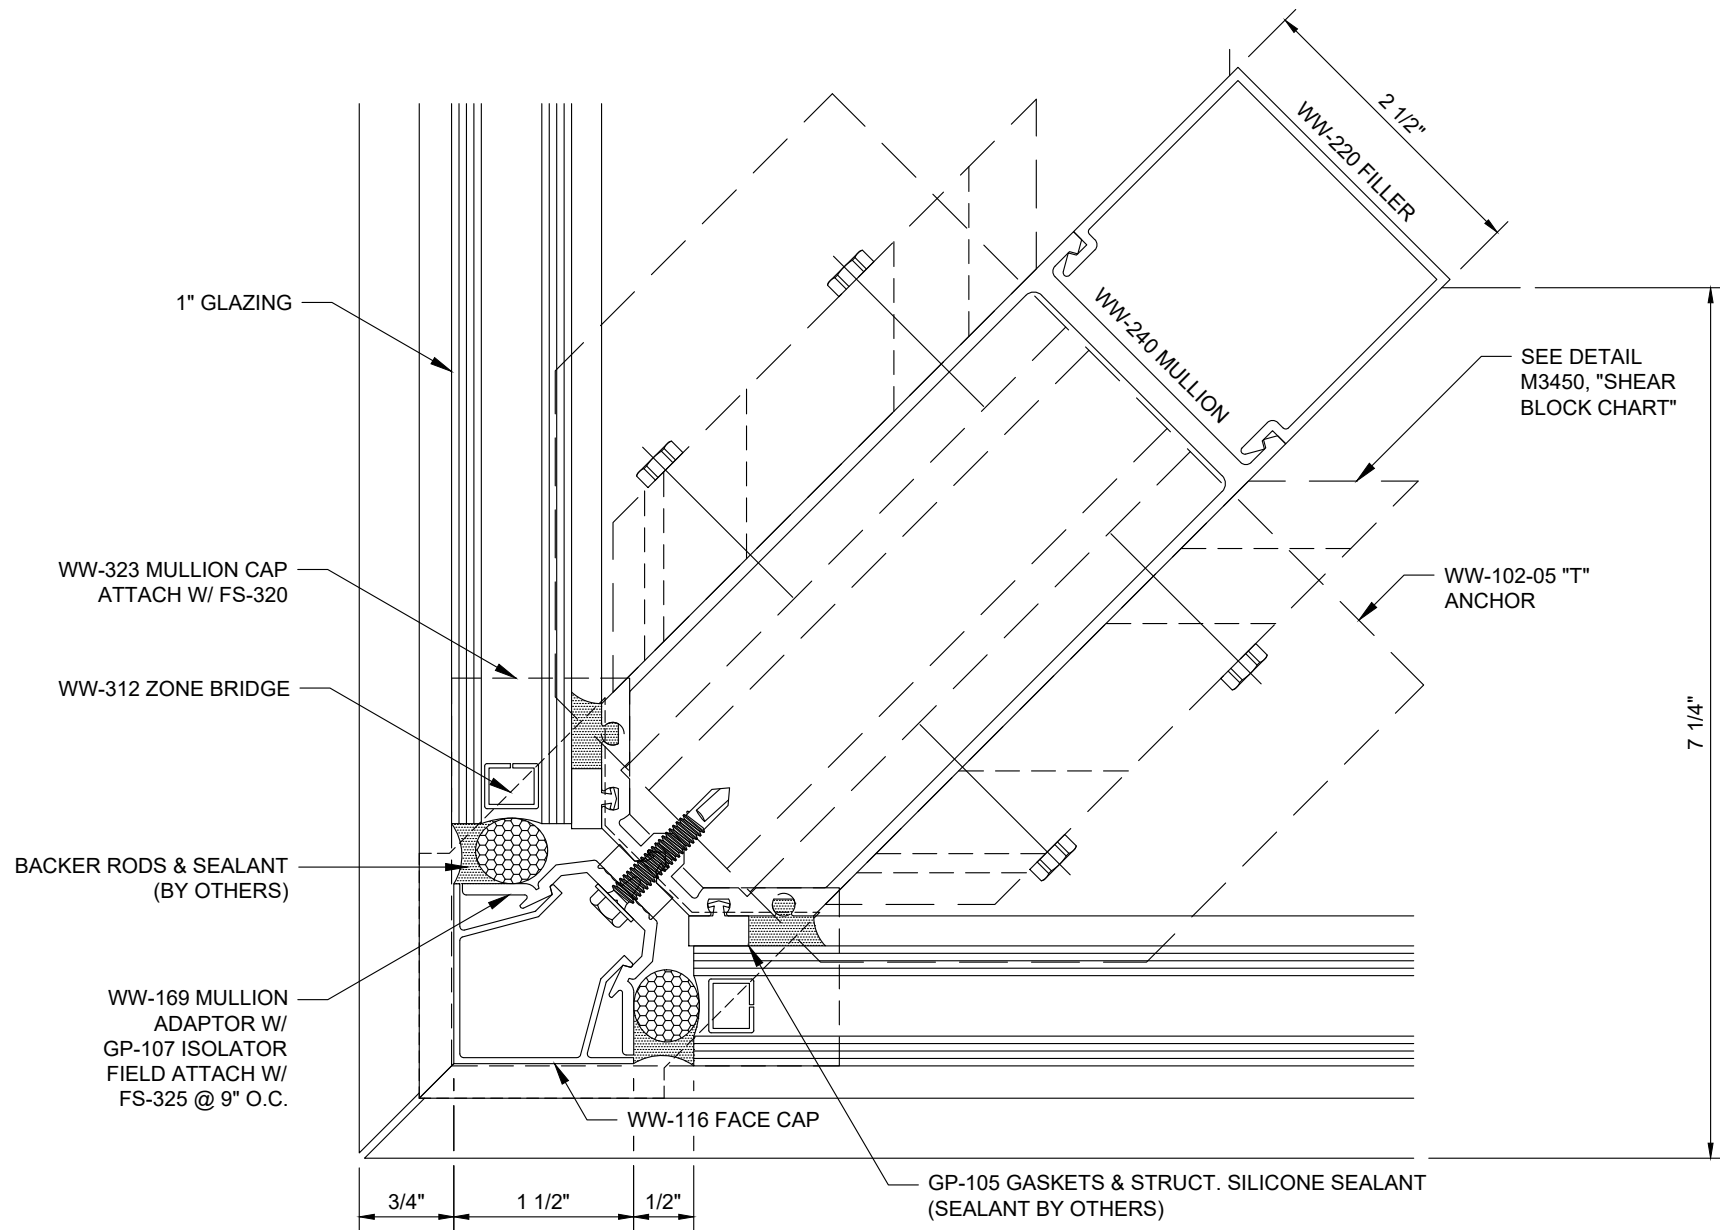 2 1/2"
WW-220 FILLER
1" GLAZING
WW-240 MULLION
SEE DETAIL
M3450, "SHEAR
BLOCK CHART"
WW-323 MULLION CAP
ATTACH W/ FS-320
WW-102-05 "T"
ANCHOR
WW-312 ZONE BRIDGE
7 1/4"
BACKER RODS & SEALANT
(BY OTHERS)
WW-169 MULLION
ADAPTOR W/
GP-107 ISOLATOR
FIELD ATTACH W/
FS-325 @ 9" O.C.
WW-116 FACE CAP
GP-105 GASKETS & STRUCT. SILICONE SEALANT
(SEALANT BY OTHERS)
3/4"
1 1/2"
1/2"